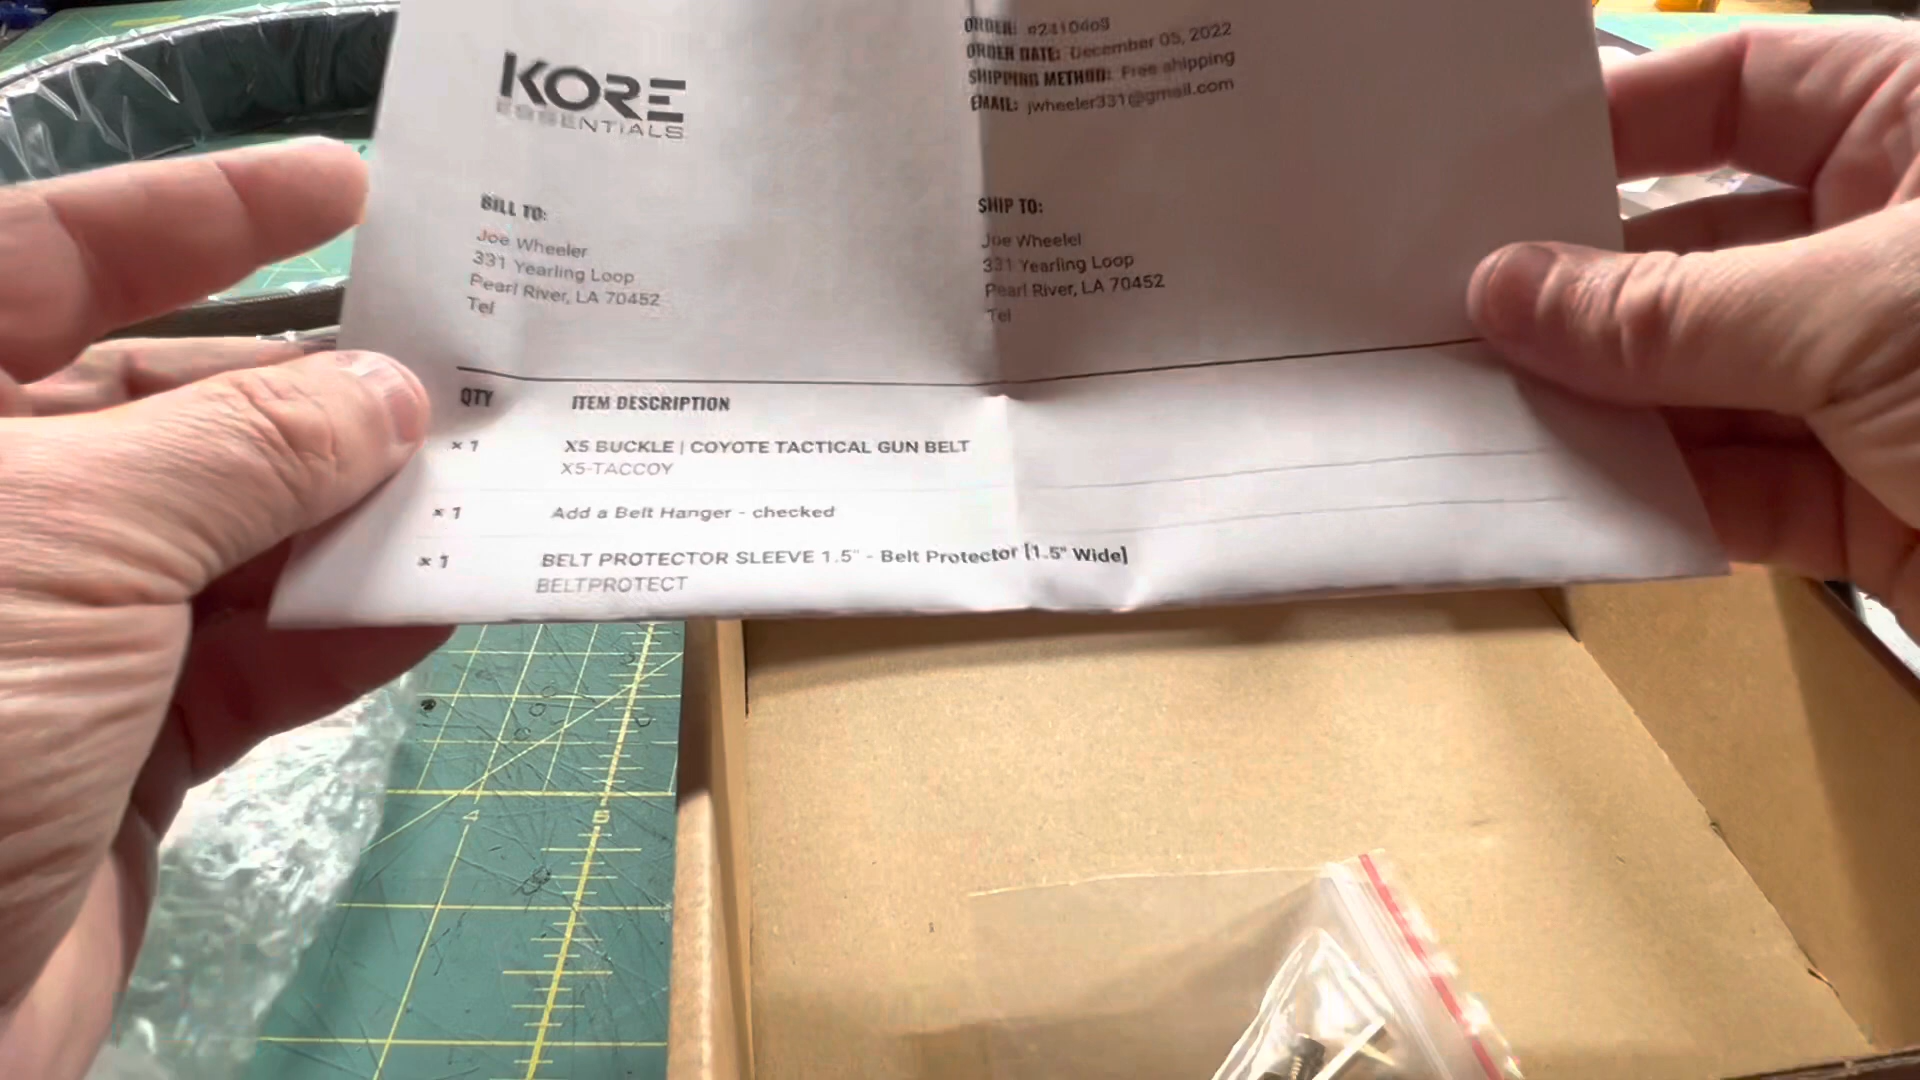 KORE
ESSENTIALS
ORDER: #2410409
ORDER DATE: December 05, 2022
SHIPPING METHOD: Free shipping
EMAIL: jwheeler331@gmail.com
BILL TO:
Joe Wheeler
331 Yearling Loop
Pearl River, LA 70452
Tel
SHIP TO:
Joe Wheeler
331 Yearling Loop
Pearl River, LA 70452
Tel
QTY ITEM DESCRIPTION
× 1 X5 BUCKLE | COYOTE TACTICAL GUN BELT
X5-TACCOY
× 1 Add a Belt Hanger - checked
× 1 BELT PROTECTOR SLEEVE 1.5" - Belt Protector [1.5" Wide]
BELTPROTECT
4 5